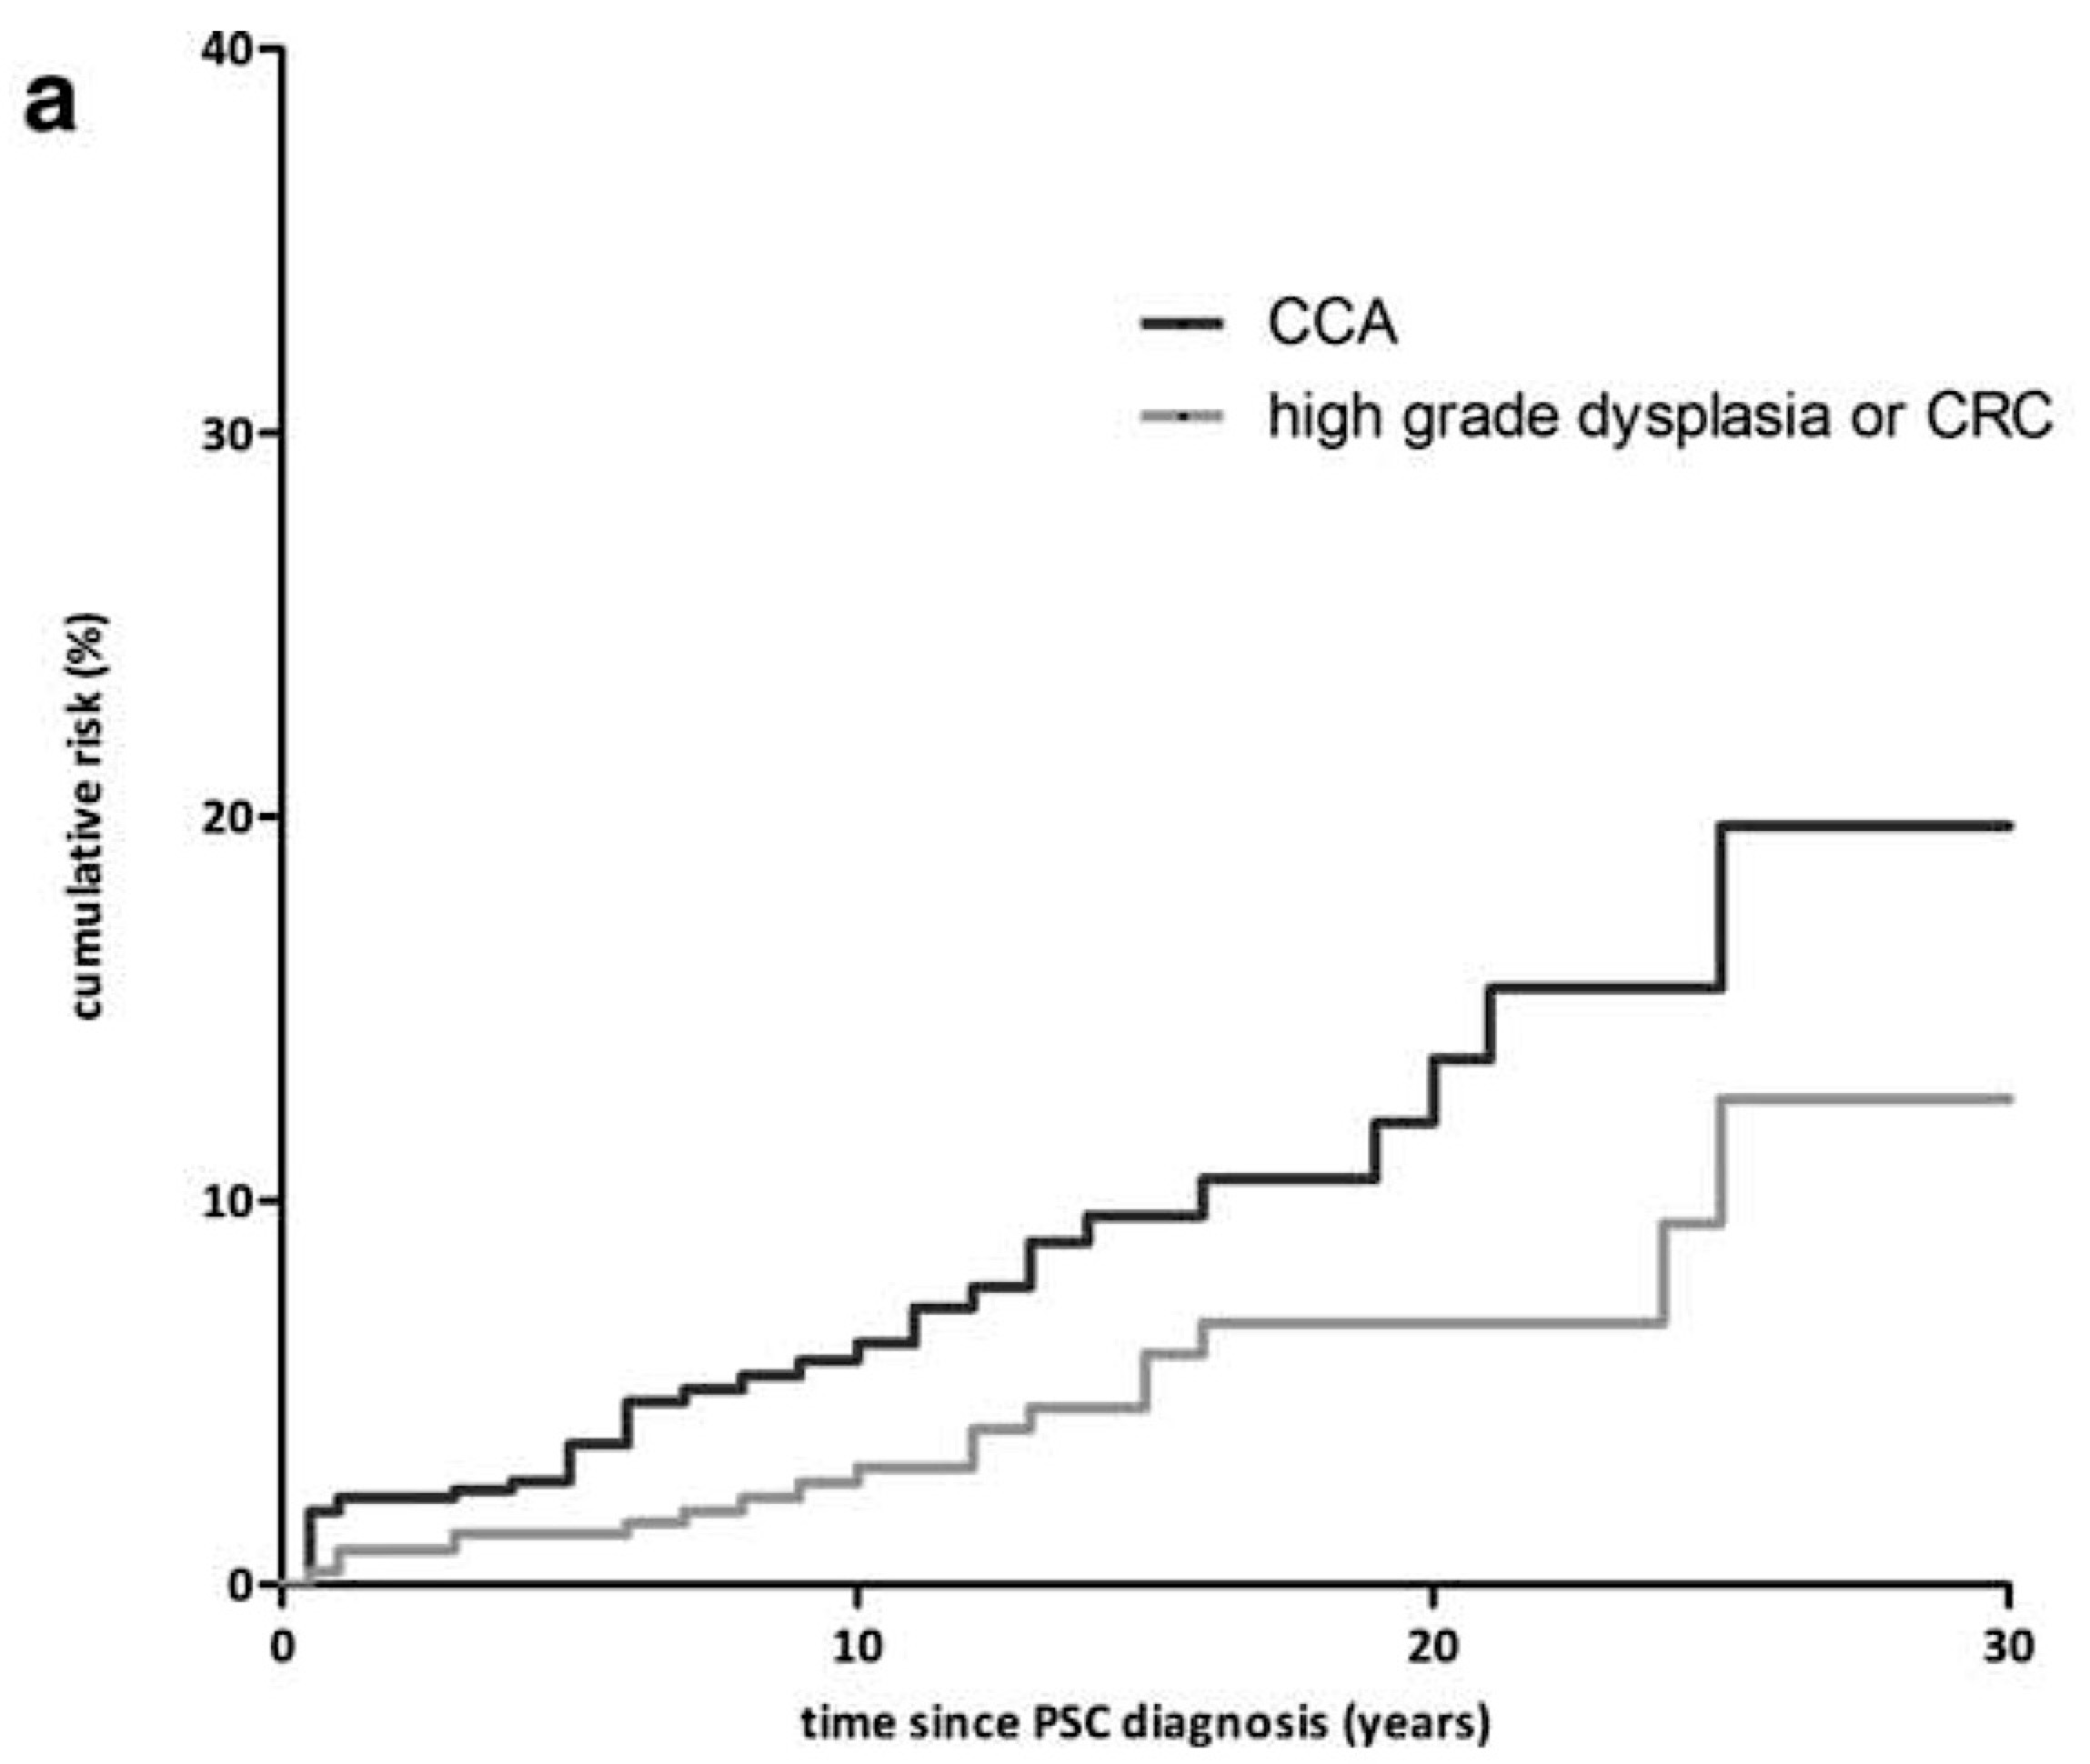 a
40
30
20
10
0
cumulative risk (%)
CCA
high grade dysplasia or CRC
0 10 20 30
time since PSC diagnosis (years)